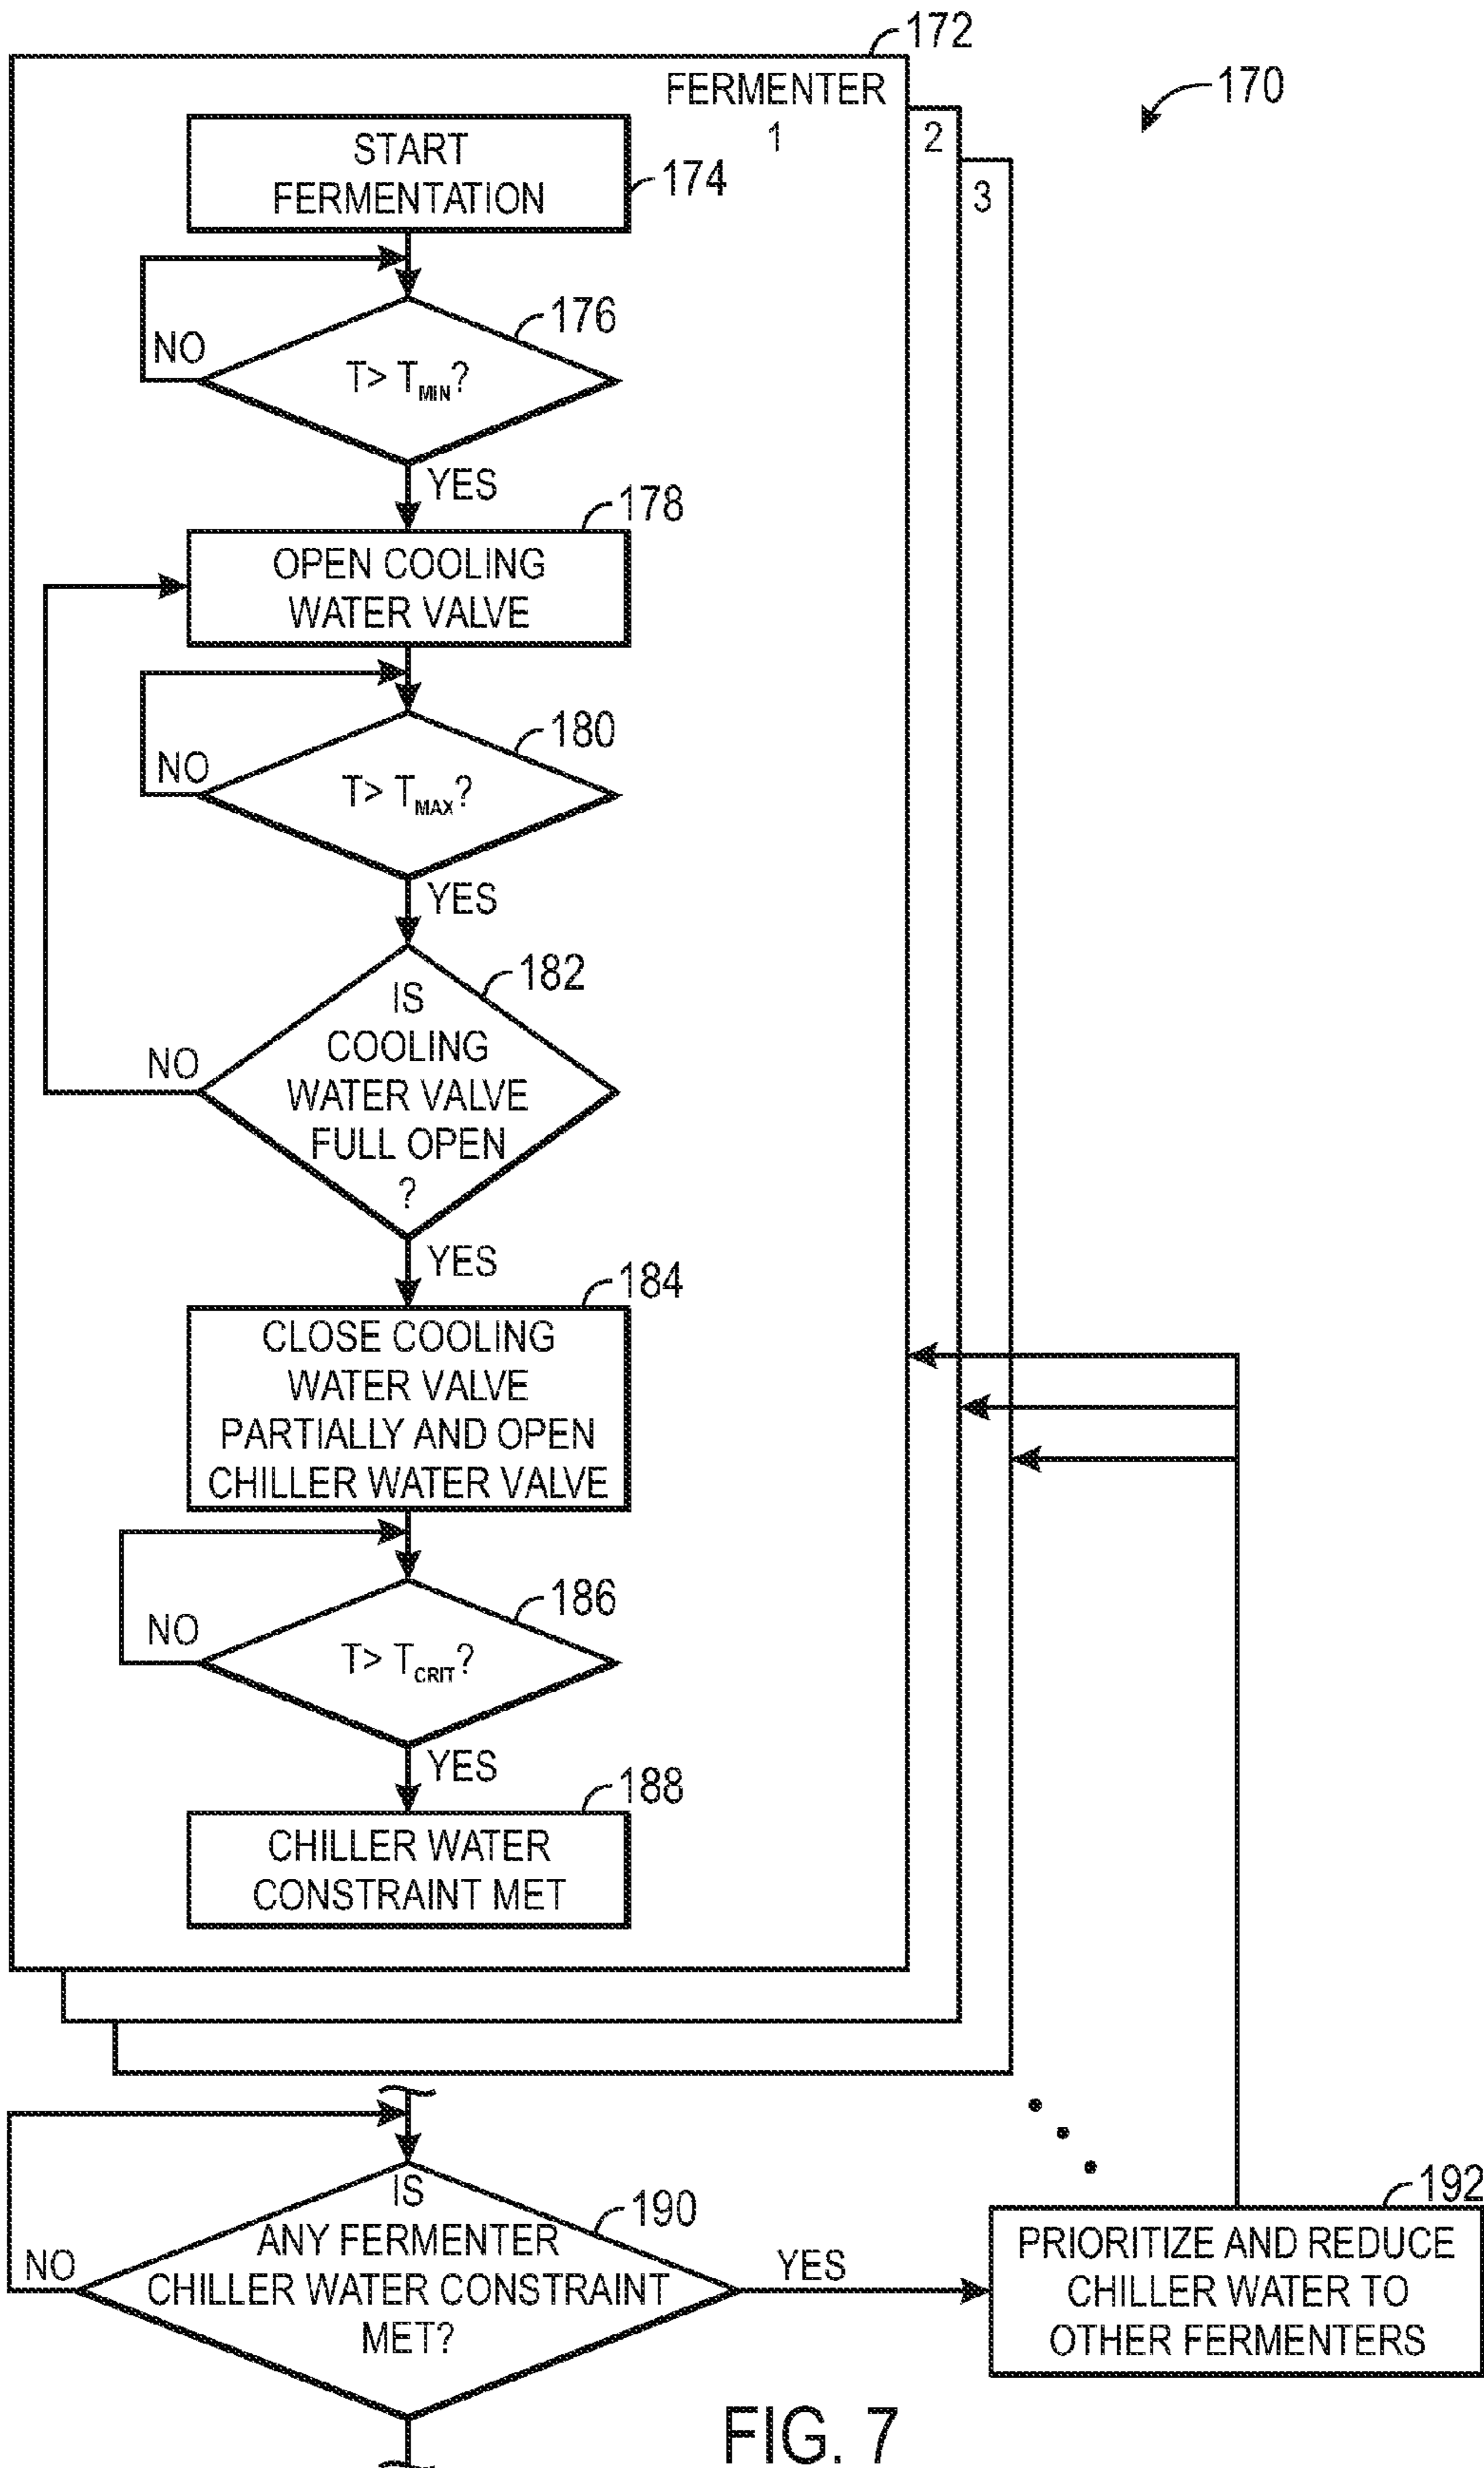 172
FERMENTER
1
2
3
170
START
FERMENTATION
174
176
NO
T> TMIN?
YES
178
OPEN COOLING
WATER VALVE
180
NO
T> TMAX?
YES
182
IS
COOLING
WATER VALVE
FULL OPEN
?
NO
YES
184
CLOSE COOLING
WATER VALVE
PARTIALLY AND OPEN
CHILLER WATER VALVE
186
NO
T> TCRIT?
YES
188
CHILLER WATER
CONSTRAINT MET
190
IS
ANY FERMENTER
CHILLER WATER CONSTRAINT
MET?
NO
YES
192
PRIORITIZE AND REDUCE
CHILLER WATER TO
OTHER FERMENTERS
FIG. 7